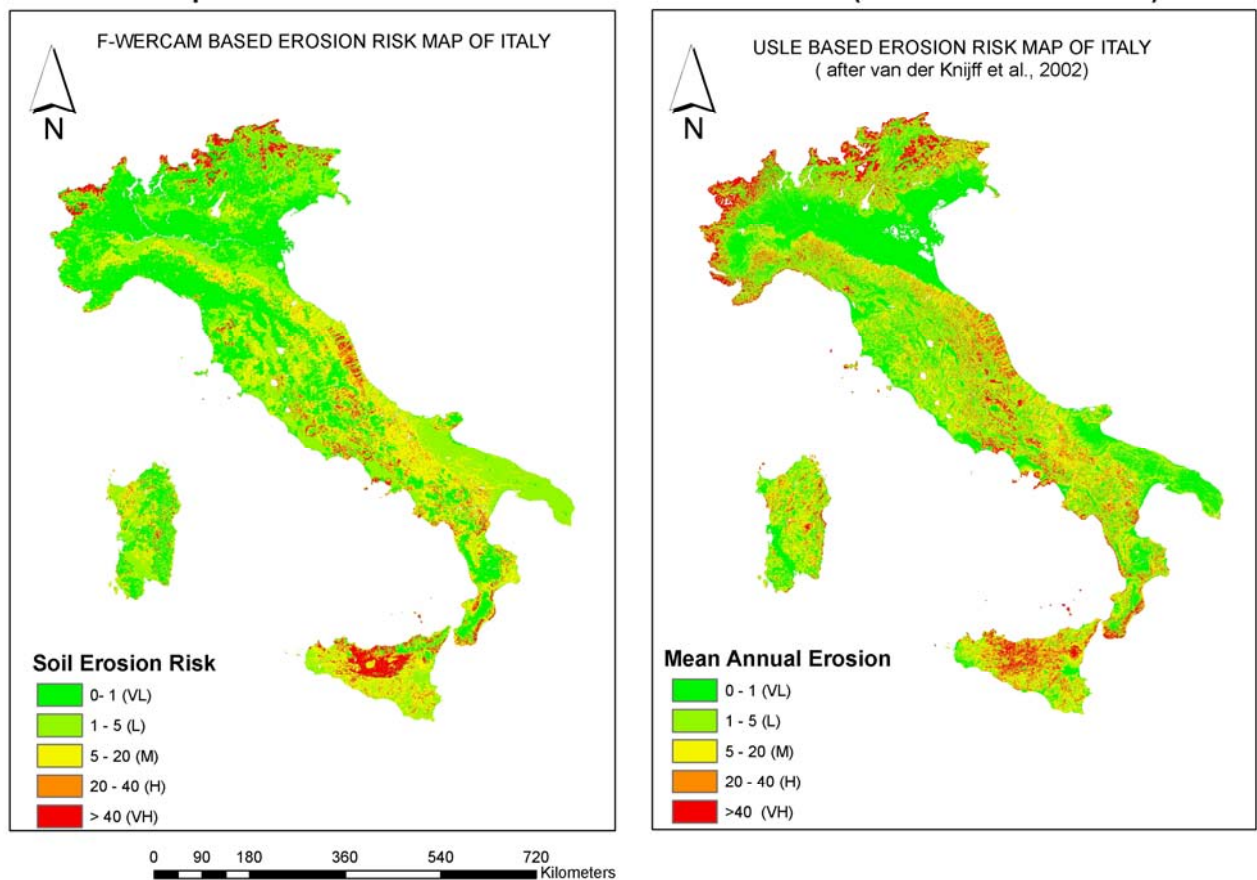 F-WERCAM BASED EROSION RISK MAP OF ITALY
N
Soil Erosion Risk
0- 1 (VL)
1 - 5 (L)
5 - 20 (M)
20 - 40 (H)
> 40 (VH)
USLE BASED EROSION RISK MAP OF ITALY
( after van der Knijff et al., 2002)
N
Mean Annual Erosion
0 - 1 (VL)
1 - 5 (L)
5 - 20 (M)
20 - 40 (H)
>40 (VH)
0 90 180 360 540 720
Kilometers